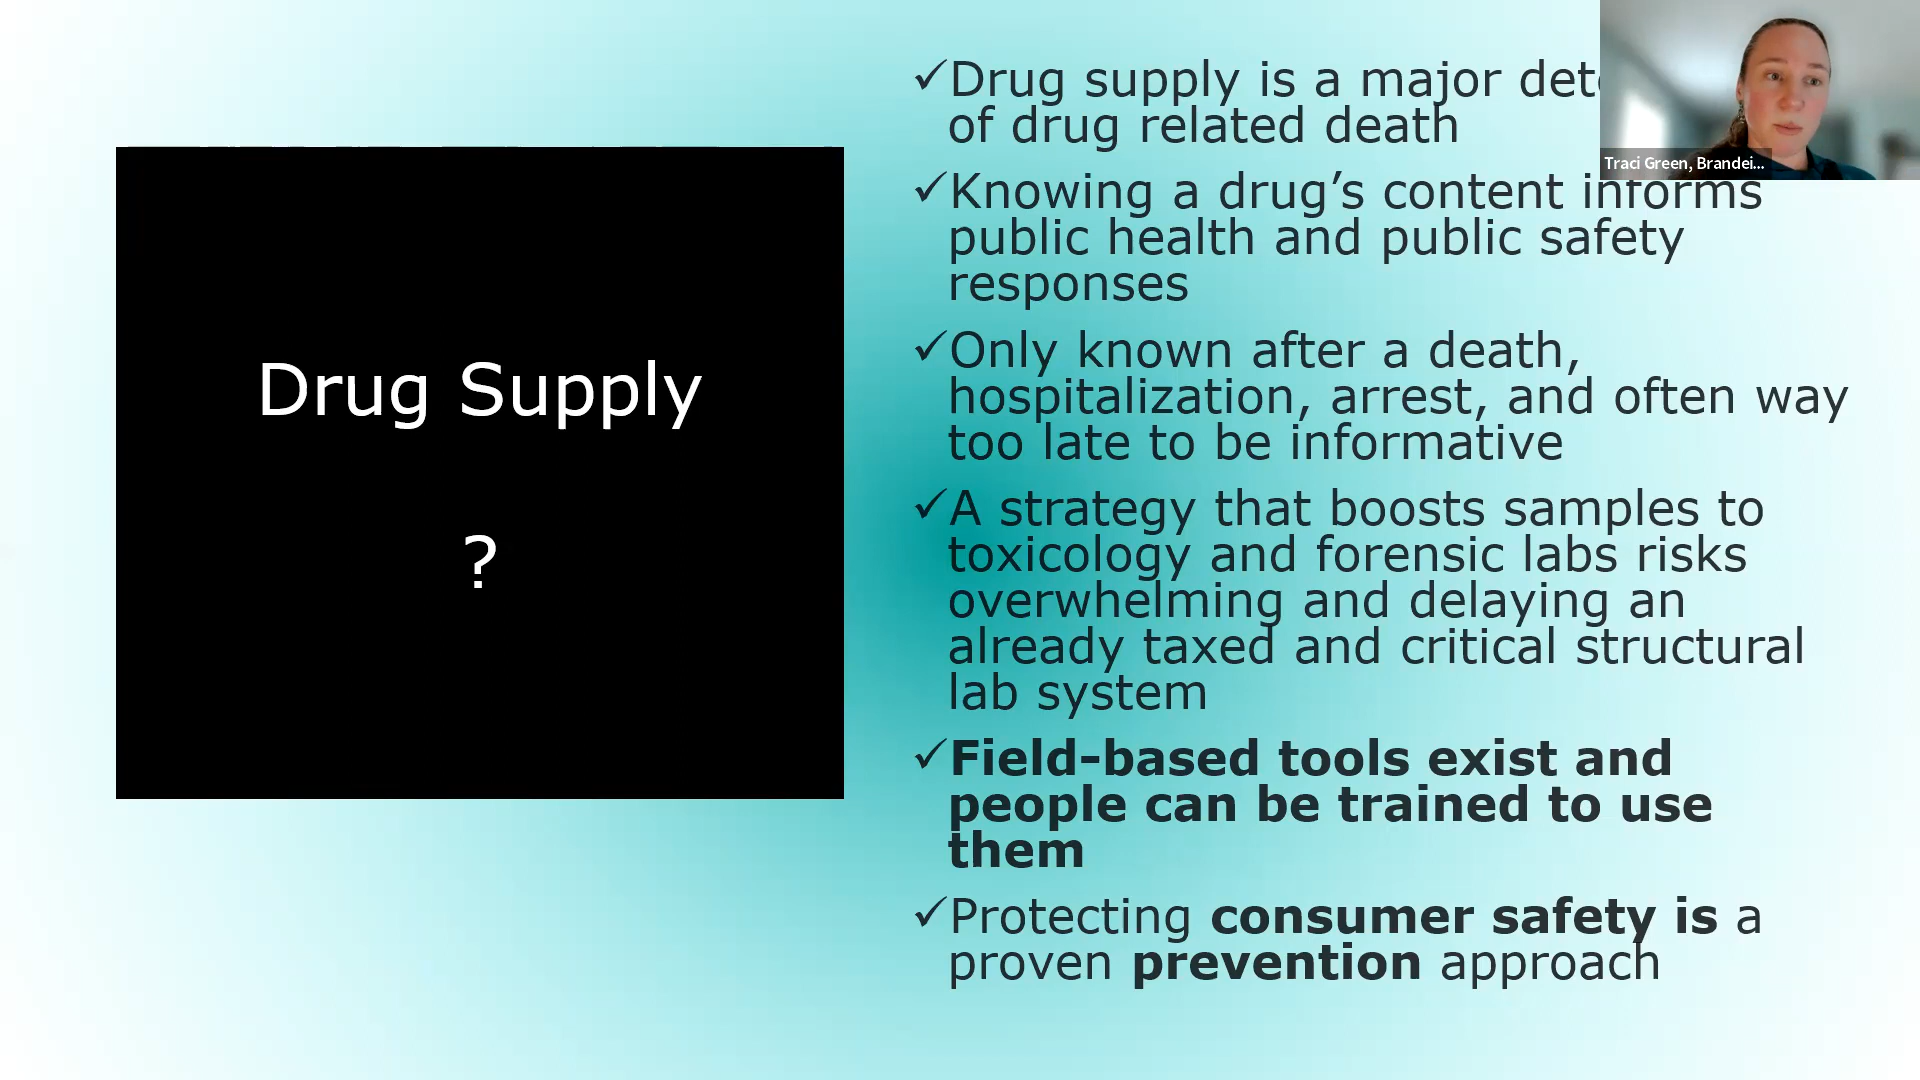 Drug Supply
?
✓Drug supply is a major
of drug related death
✓Knowing a drug’s content informs
public health and public safety
responses
✓Only known after a death,
hospitalization, arrest, and often way
too late to be informative
✓A strategy that boosts samples to
toxicology and forensic labs risks
overwhelming and delaying an
already taxed and critical structural
lab system
✓Field-based tools exist and
people can be trained to use
them
✓Protecting consumer safety is a
proven prevention approach
Traci Green, Brandei...